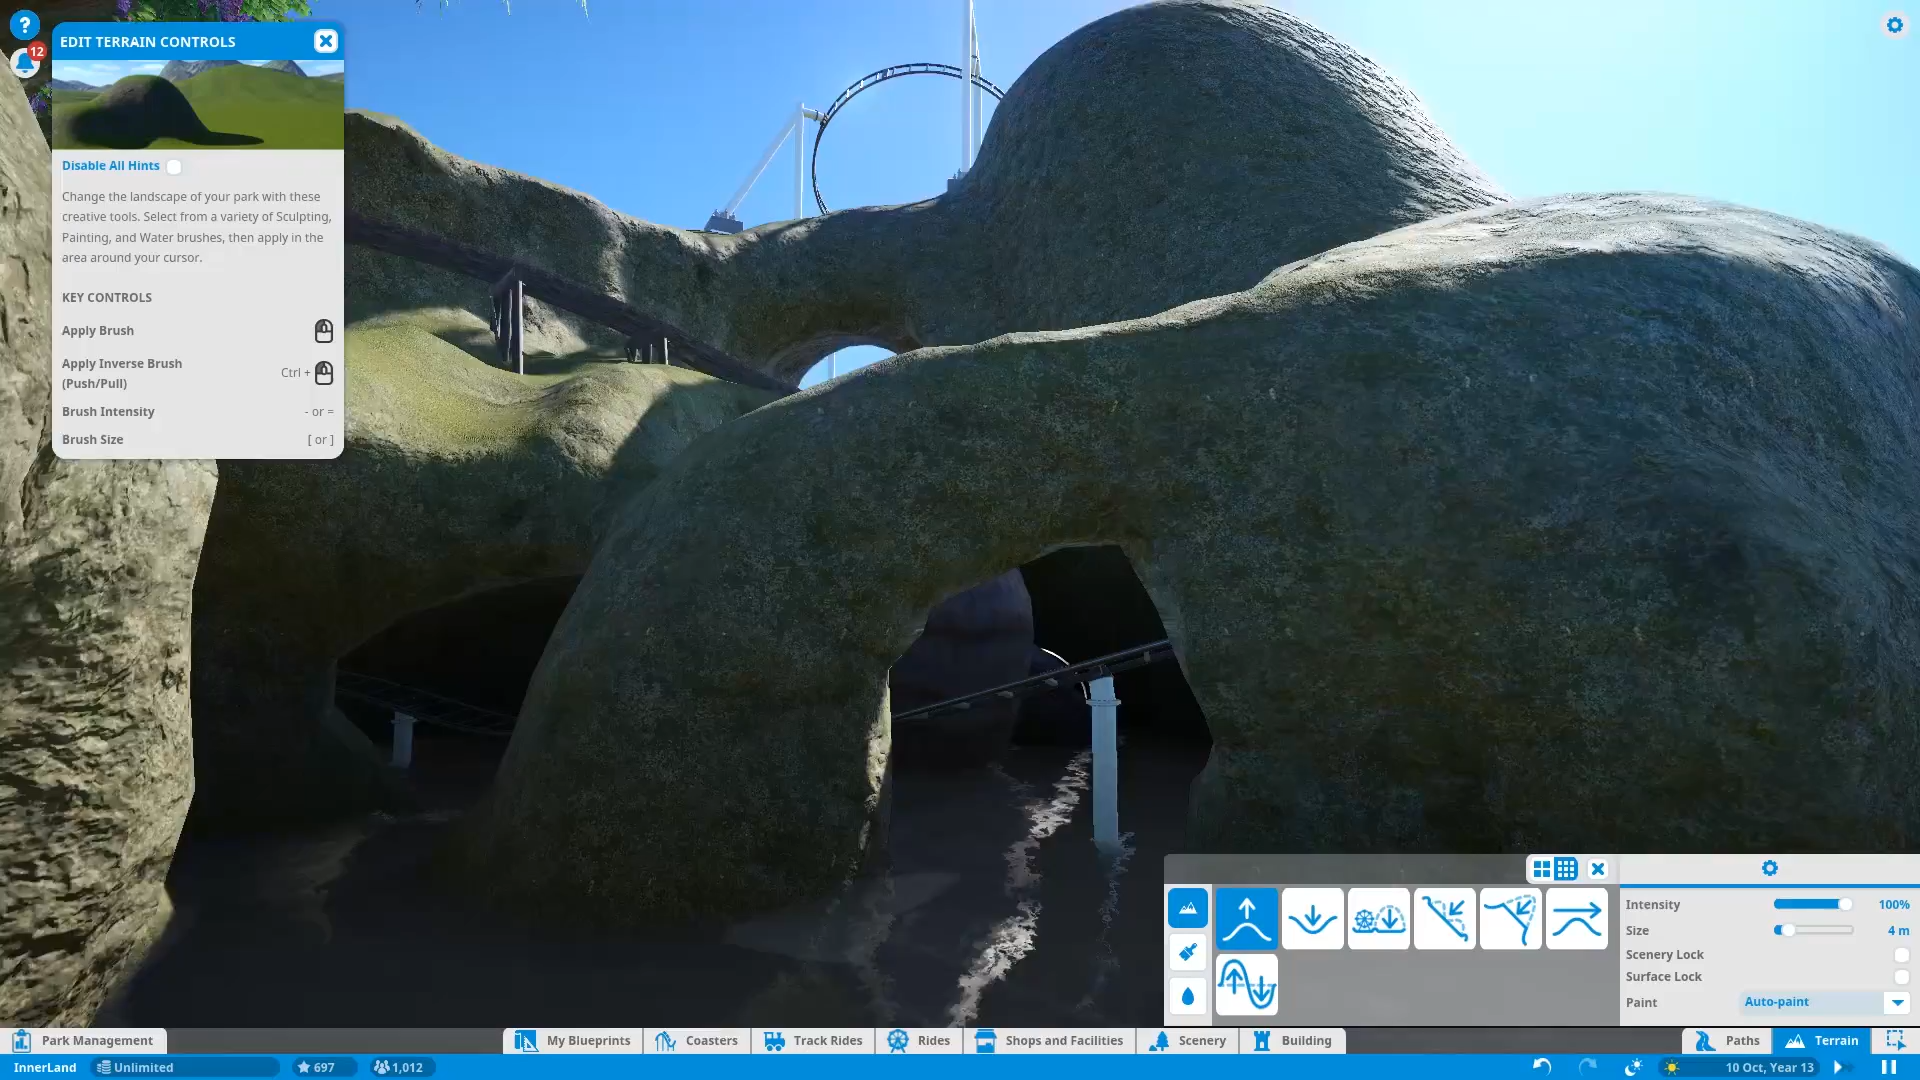 ?
12
EDIT TERRAIN CONTROLS
Disable All Hints
Change the landscape of your park with these
creative tools. Select from a variety of Sculpting,
Painting, and Water brushes, then apply in the
area around your cursor.
KEY CONTROLS
Apply Brush
Apply Inverse Brush
(Push/Pull)
Ctrl +
Brush Intensity
- or =
Brush Size
[ or ]
Intensity
100%
Size
4 m
Scenery Lock
Surface Lock
Paint
Auto-paint
Park Management
My Blueprints
Coasters
Track Rides
Rides
Shops and Facilities
Scenery
Building
Paths
Terrain
InnerLand
Unlimited
697
1,012
10 Oct, Year 13